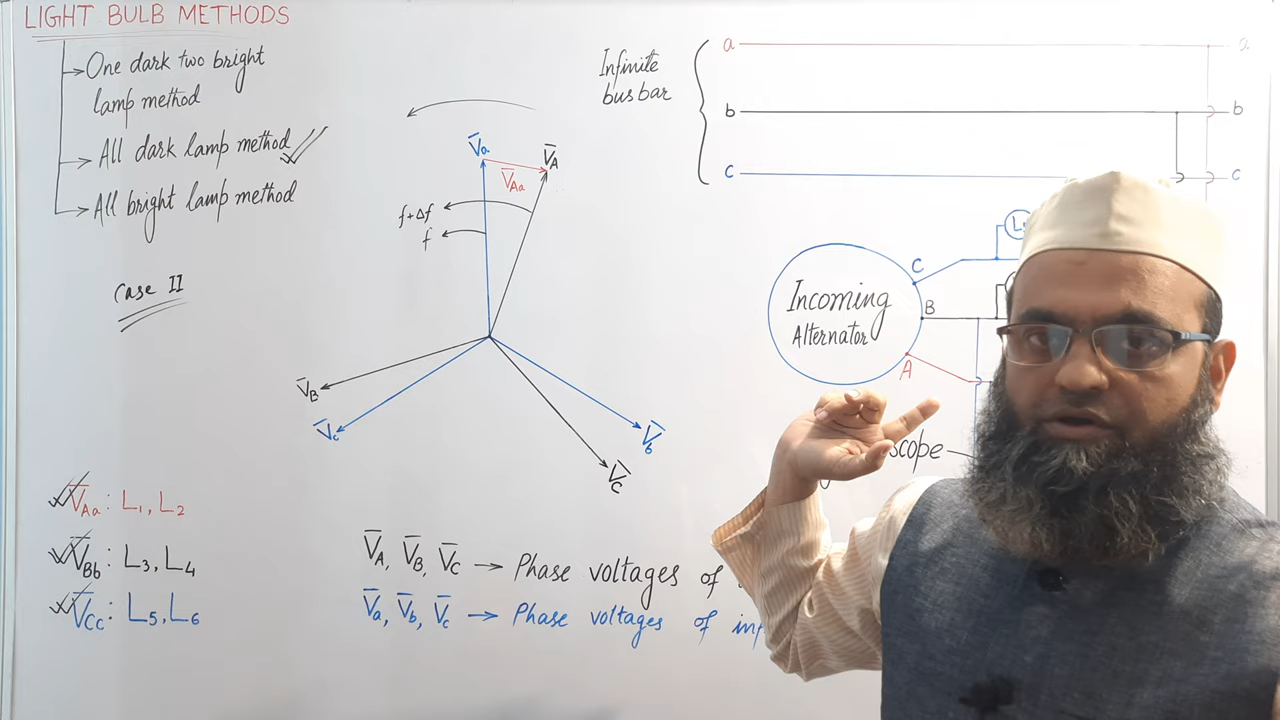 LIGHT BULB METHODS
One dark two bright
lamp method
All dark lamp method
All bright lamp method
Case II
V̅a
V̅A
V̅Aa
f+Δf
f
V̅B
V̅c
V̅b
V̅C
V̅Aa : L₁, L₂
V̅Bb : L₃, L₄
V̅Cc : L₅, L₆
V̅A, V̅B, V̅C → Phase voltages of
V̅a, V̅b, V̅c → Phase voltages of inf
Infinite
bus bar
a
a
b
b
c
c
Incoming
Alternator
C
B
A
L
scope